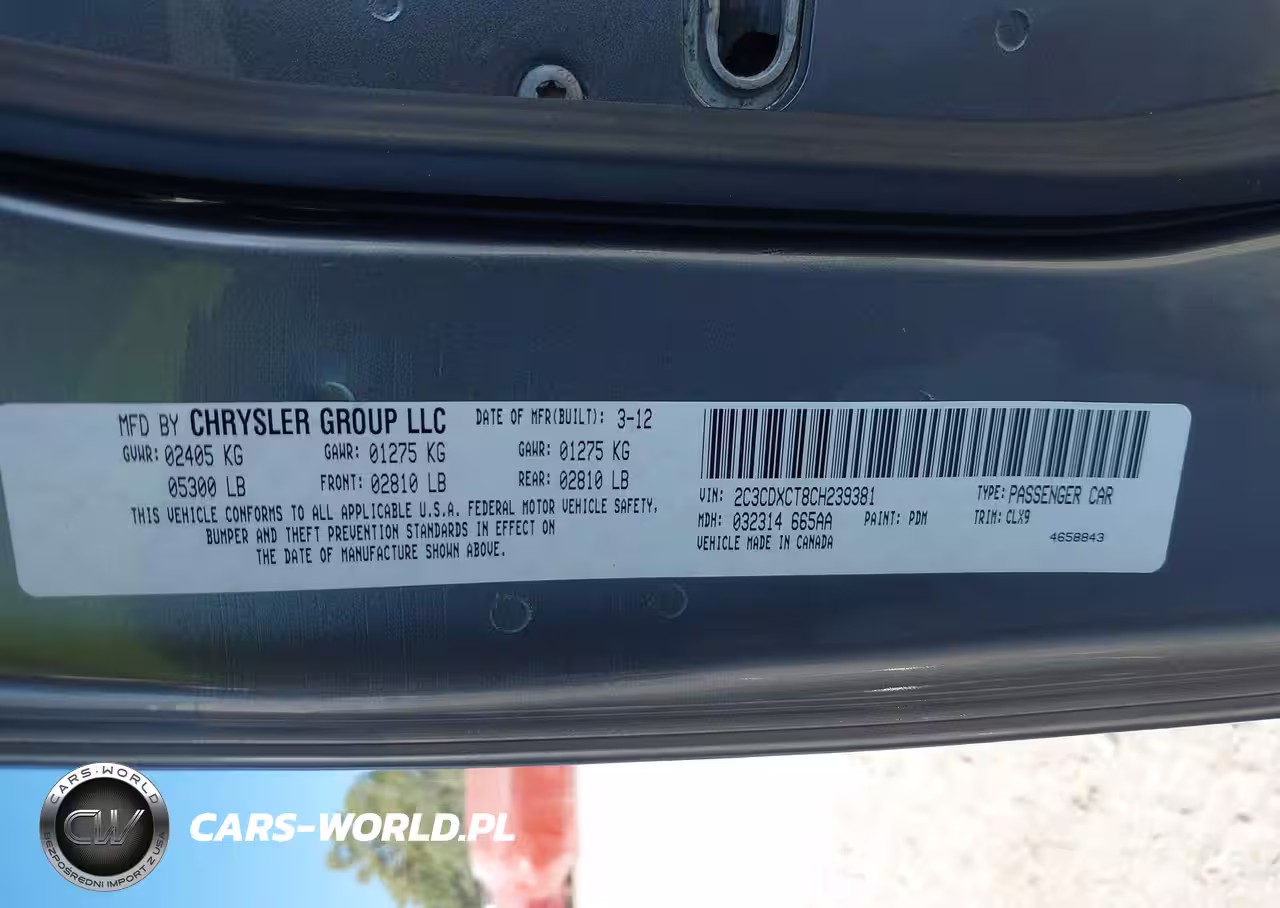 MFD BY CHRYSLER GROUP LLC DATE OF MFR(BUILT): 3-12
GVWR: 02405 KG GAWR: 01275 KG GAWR: 01275 KG
05300 LB FRONT: 02810 LB REAR: 02810 LB
THIS VEHICLE CONFORMS TO ALL APPLICABLE U.S.A. FEDERAL MOTOR VEHICLE SAFETY,
BUMPER AND THEFT PREVENTION STANDARDS IN EFFECT ON
THE DATE OF MANUFACTURE SHOWN ABOVE.
VIN: 2C3CDXCT8CH239381 TYPE: PASSENGER CAR
MDH: 032314 665AA PAINT: PDM TRIM: CLX9
VEHICLE MADE IN CANADA 4658843
CARS-WORLD
CW
BEZPOŚREDNI IMPORT Z USA
CARS-WORLD.PL